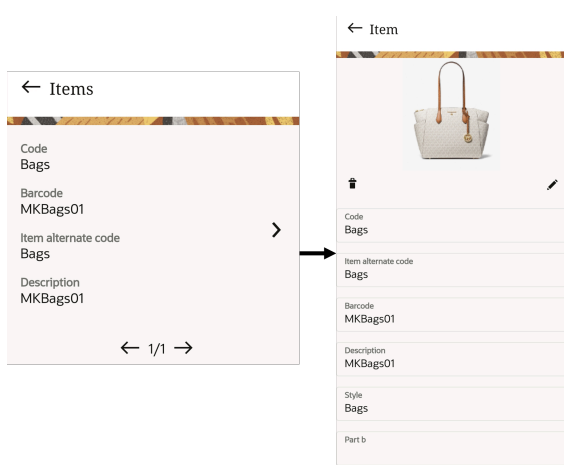 Items
Code
Bags
Barcode
MKBags01
Item alternate code
Bags
Description
MKBags01
1/1
Item
Code
Bags
Item alternate code
Bags
Barcode
MKBags01
Description
MKBags01
Style
Bags
Part b